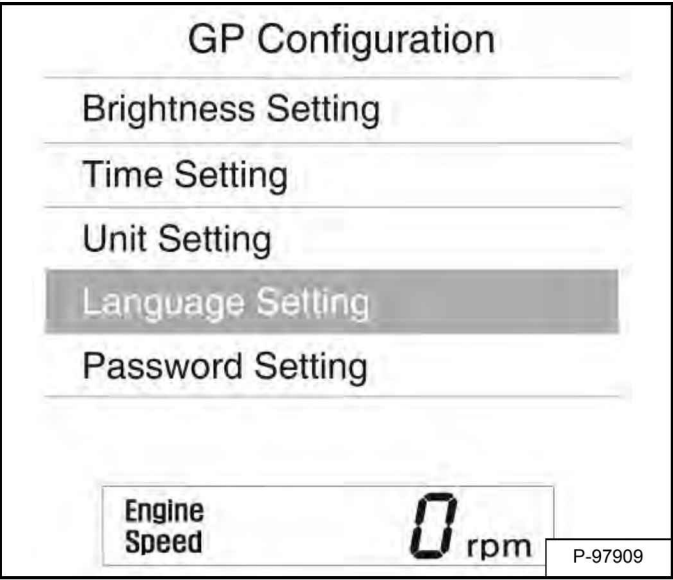 GP Configuration
Brightness Setting
Time Setting
Unit Setting
Language Setting
Password Setting
Engine
Speed
0 rpm
P-97909